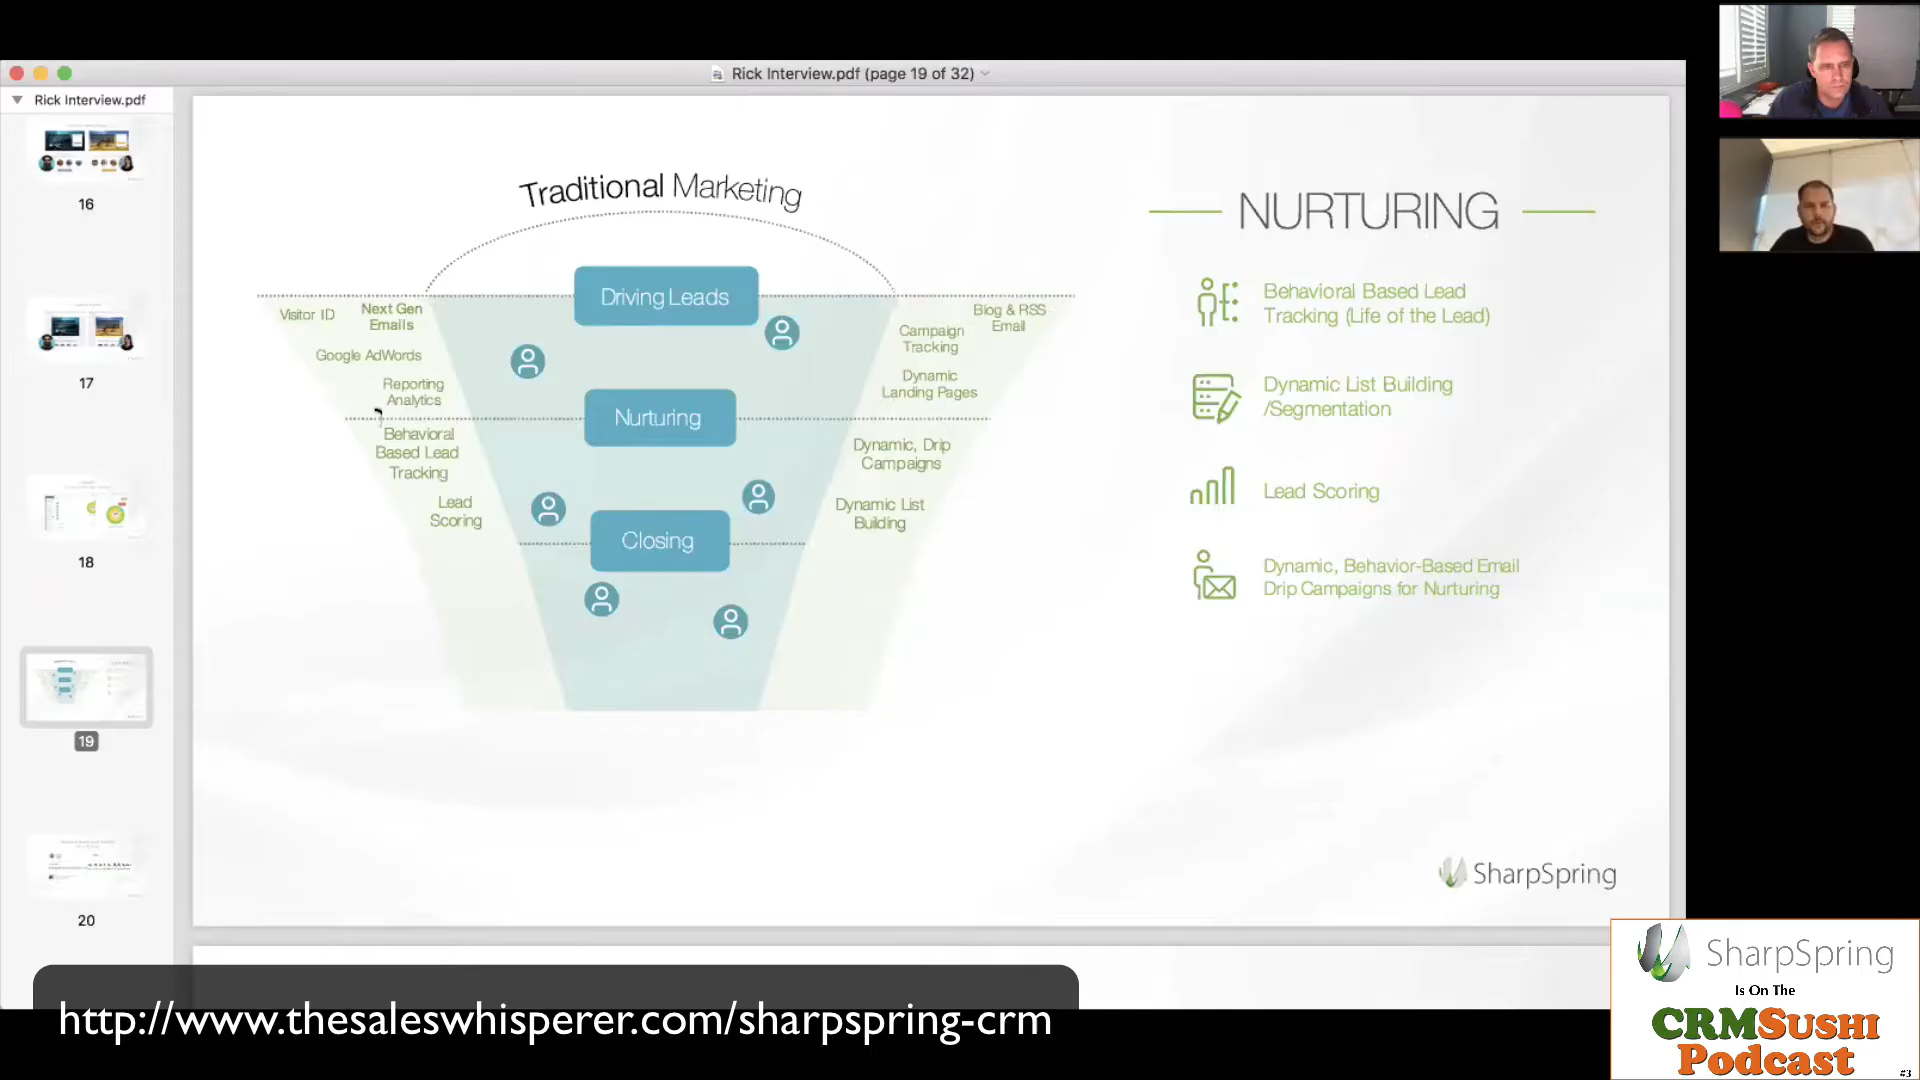 Rick Interview.pdf (page 19 of 32)
Rick Interview.pdf
16
17
18
19
20
Traditional Marketing
Driving Leads
Visitor ID
Next Gen
Emails
Google AdWords
Reporting
Analytics
Blog & RSS
Email
Campaign
Tracking
Dynamic
Landing Pages
Nurturing
Behavioral
Based Lead
Tracking
Lead
Scoring
Dynamic, Drip
Campaigns
Dynamic List
Building
Closing
NURTURING
Behavioral Based Lead
Tracking (Life of the Lead)
Dynamic List Building
/Segmentation
Lead Scoring
Dynamic, Behavior-Based Email
Drip Campaigns for Nurturing
SharpSpring
http://www.thesaleswhisperer.com/sharpspring-crm
SharpSpring
Is On The
CRMSUSHI
Podcast
#3